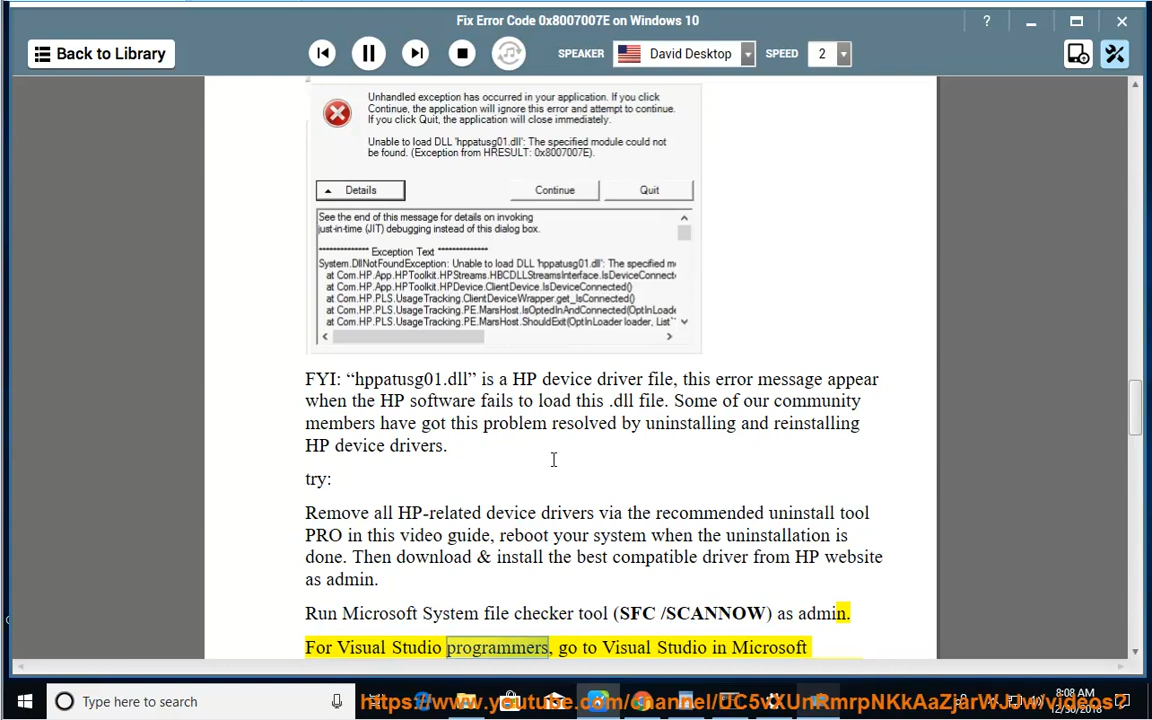 Fix Error Code 0x8007007E on Windows 10
?
Back to Library
SPEAKER
David Desktop
SPEED
2
Unhandled exception has occurred in your application. If you click
Continue, the application will ignore this error and attempt to continue.
If you click Quit, the application will close immediately.
Unable to load DLL 'hppatusg01.dll': The specified module could not
be found. (Exception from HRESULT: 0x8007007E).
Details
Continue
Quit
See the end of this message for details on invoking
just-in-time (JIT) debugging instead of this dialog box.
************** Exception Text **************
System.DllNotFoundException: Unable to load DLL 'hppatusg01.dll': The specified m
at Com.HP.App.HPToolkit.HPStreams.HBCDLLStreamsInterface.IsDeviceConnect
at Com.HP.App.HPToolkit.HPDevice.ClientDevice.IsDeviceConnected()
at Com.HP.PLS.UsageTracking.ClientDeviceWrapper.get_IsConnected()
at Com.HP.PLS.UsageTracking.PE.MarsHost.IsOptedInAndConnected(OptInLoade
at Com.HP.PLS.UsageTracking.PE.MarsHost.ShouldExit(OptInLoader loader, List`
FYI: “hppatusg01.dll” is a HP device driver file, this error message appear
when the HP software fails to load this .dll file. Some of our community
members have got this problem resolved by uninstalling and reinstalling
HP device drivers.
try:
Remove all HP-related device drivers via the recommended uninstall tool
PRO in this video guide, reboot your system when the uninstallation is
done. Then download & install the best compatible driver from HP website
as admin.
Run Microsoft System file checker tool (SFC /SCANNOW) as admin.
For Visual Studio programmers, go to Visual Studio in Microsoft
Type here to search
https://www.youtube.com/channel/UC5vXUnRmrpNKkAaZjarWJJw/videos?
8:08 AM
12/30/2018